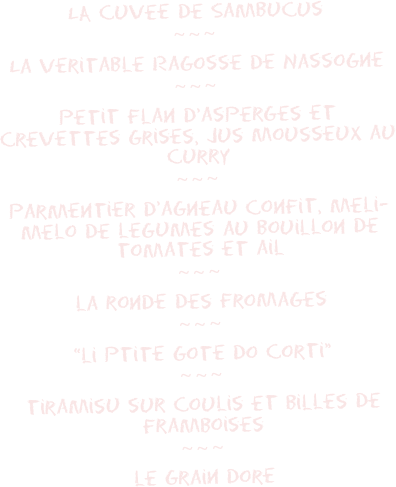 LA CUVEE DE SAMBUCUS
~~~
LA VERITABLE RAGOSSE DE NASSOGNE
~~~
PETIT FLAN D'ASPERGES ET
CREVETTES GRISES, JUS MOUSSEUX AU
CURRY
~~~
PARMENTIER D'AGNEAU CONFIT, MELI-
MELO DE LEGUMES AU BOUILLON DE
TOMATES ET AIL
~~~
LA RONDE DES FROMAGES
~~~
"LI PTITE GOTE DO CORTI"
~~~
TIRAMISU SUR COULIS ET BILLES DE
FRAMBOISES
~~~
LE GRAIN DORE